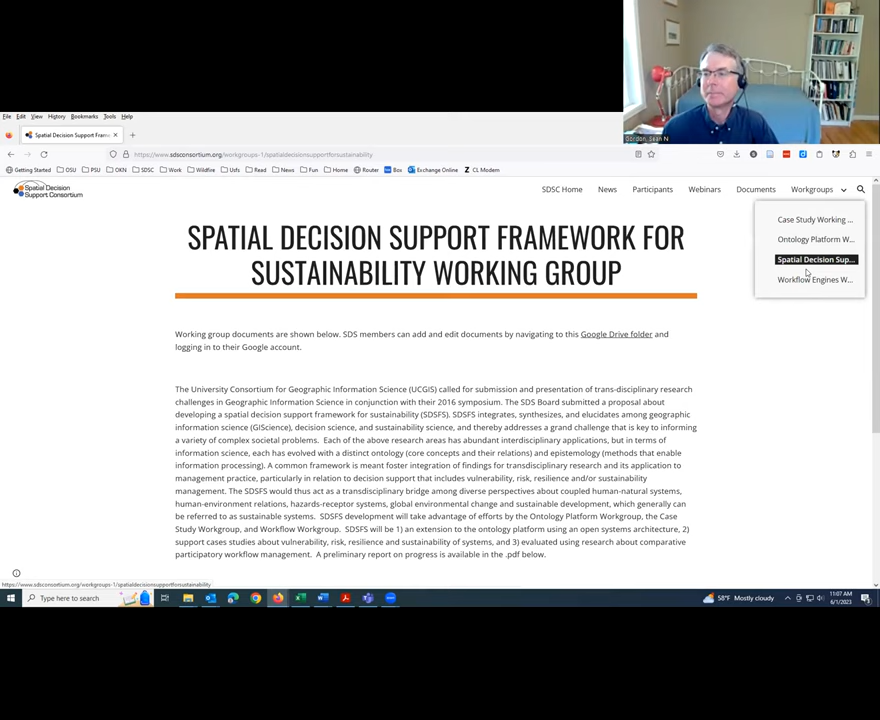 Gordon, Sean N
File Edit View History Bookmarks Tools Help
Spatial Decision Support Frame
https://www.sdsconsortium.org/workgroups-1/spatialdecisionsupportforsustainability
Getting Started OSU PSU OKN SDSC Work Wildfire Usfs Read News Fun Home Router Box Exchange Online CL Modern
Spatial Decision
Support Consortium
SDSC Home News Participants Webinars Documents Workgroups
Case Study Working ...
Ontology Platform W...
Spatial Decision Sup...
Workflow Engines W...
SPATIAL DECISION SUPPORT FRAMEWORK FOR
SUSTAINABILITY WORKING GROUP
Working group documents are shown below. SDS members can add and edit documents by navigating to this Google Drive folder and
logging in to their Google account.
The University Consortium for Geographic Information Science (UCGIS) called for submission and presentation of trans-disciplinary research
challenges in Geographic Information Science in conjunction with their 2016 symposium. The SDS Board submitted a proposal about
developing a spatial decision support framework for sustainability (SDSFS). SDSFS integrates, synthesizes, and elucidates among geographic
information science (GIScience), decision science, and sustainability science, and thereby addresses a grand challenge that is key to informing
a variety of complex societal problems. Each of the above research areas has abundant interdisciplinary applications, but in terms of
information science, each has evolved with a distinct ontology (core concepts and their relations) and epistemology (methods that enable
information processing). A common framework is meant foster integration of findings for transdisciplinary research and its application to
management practice, particularly in relation to decision support that includes vulnerability, risk, resilience and/or sustainability
management. The SDSFS would thus act as a transdisciplinary bridge among diverse perspectives about coupled human-natural systems,
human-environment relations, hazards-receptor systems, global environmental change and sustainable development, which generally can
be referred to as sustainable systems. SDSFS development will take advantage of efforts by the Ontology Platform Workgroup, the Case
Study Workgroup, and Workflow Workgroup. SDSFS will be 1) an extension to the ontology platform using an open systems architecture, 2)
support cases studies about vulnerability, risk, resilience and sustainability of systems, and 3) evaluated using research about comparative
participatory workflow management. A preliminary report on progress is available in the .pdf below.
https://www.sdsconsortium.org/workgroups-1/spatialdecisionsupportforsustainability
Type here to search
58°F Mostly cloudy
11:07 AM
6/1/2023